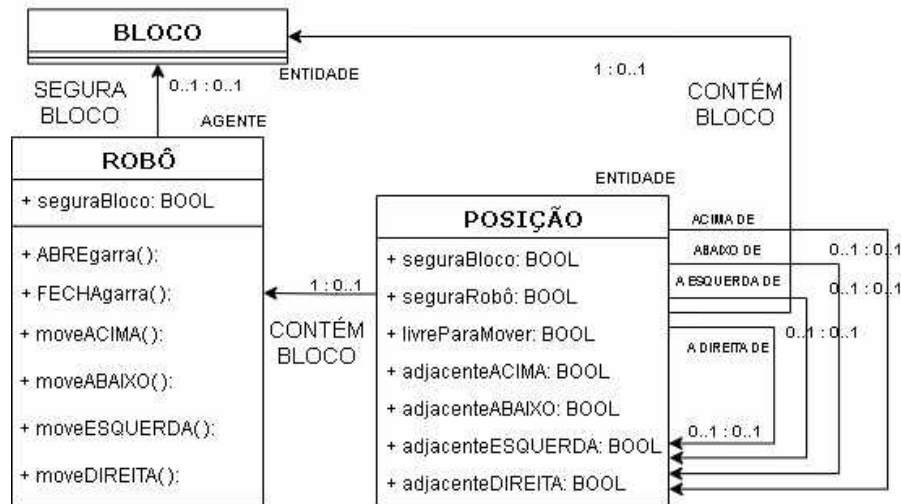 BLOCO
ENTIDADE
SEGURA
BLOCO
0..1 : 0..1
AGENTE
1 : 0..1
CONTÉM
BLOCO
ROBÔ
+ seguraBloco: BOOL
+ ABREgarra():
+ FECHAgarra():
+ moveACIMA():
+ moveABAIXO():
+ moveESQUERDA():
+ moveDIREITA():
1 : 0..1
CONTÉM
BLOCO
ENTIDADE
POSIÇÃO
+ seguraBloco: BOOL
+ seguraRobô: BOOL
+ livreParaMover: BOOL
+ adjacenteACIMA: BOOL
+ adjacenteABAIXO: BOOL
+ adjacenteESQUERDA: BOOL
+ adjacenteDIREITA: BOOL
ACIMA DE
ABAIXO DE
A ESQUERDA DE
A DIREITA DE
0..1 : 0..1
0..1 : 0..1
0..1 : 0..1
0..1 : 0..1